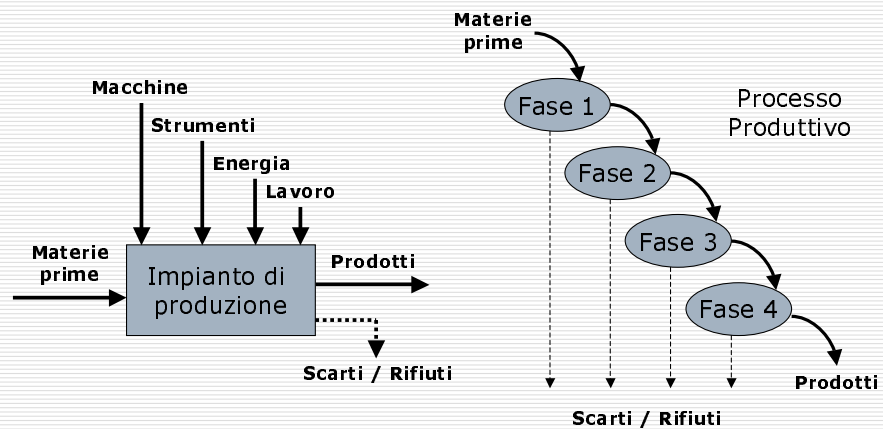 Macchine
Strumenti
Energia
Lavoro
Materie
prime
Impianto di
produzione
Prodotti
Scarti / Rifiuti
Materie
prime
Fase 1
Processo
Produttivo
Fase 2
Fase 3
Fase 4
Prodotti
Scarti / Rifiuti